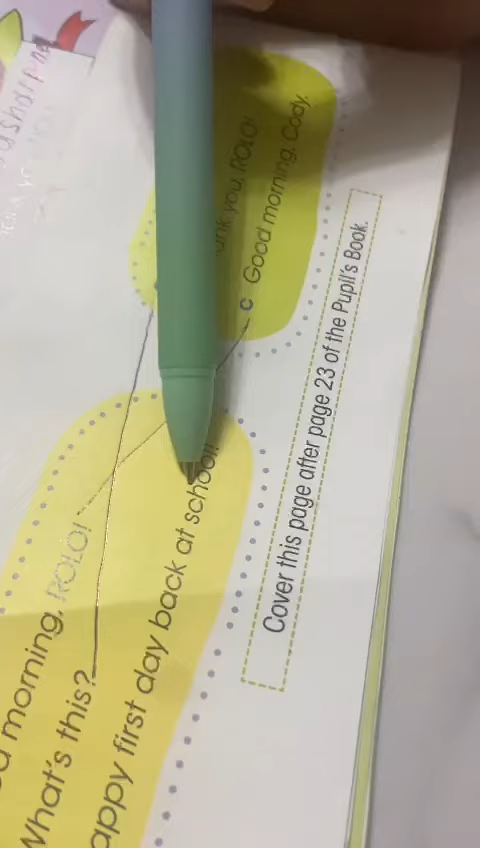 morning, ROLO!
What's this?
appy first day back at school!
ank you, ROLO!
c Good morning, Cody.
Cover this page after page 23 of the Pupil's Book.